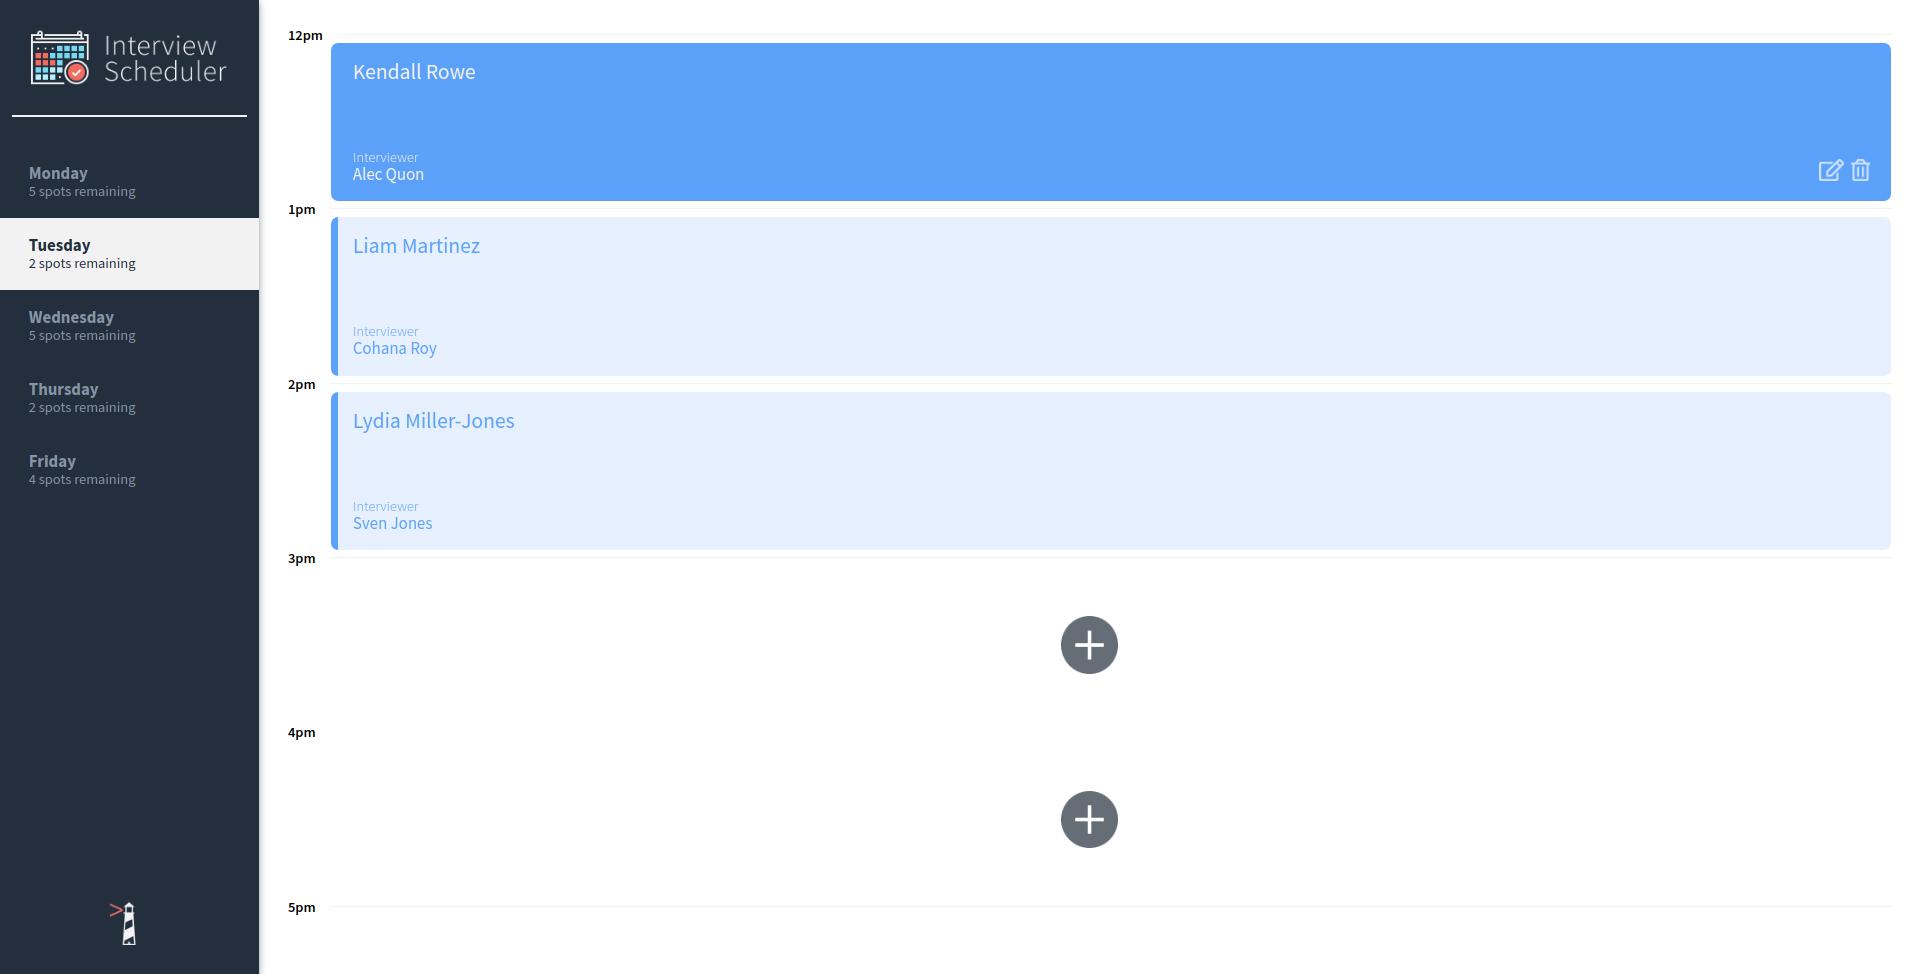 Interview
Scheduler
Monday
5 spots remaining
Tuesday
2 spots remaining
Wednesday
5 spots remaining
Thursday
2 spots remaining
Friday
4 spots remaining
12pm
Kendall Rowe
Interviewer
Alec Quon
1pm
Liam Martinez
Interviewer
Cohana Roy
2pm
Lydia Miller-Jones
Interviewer
Sven Jones
3pm
4pm
5pm